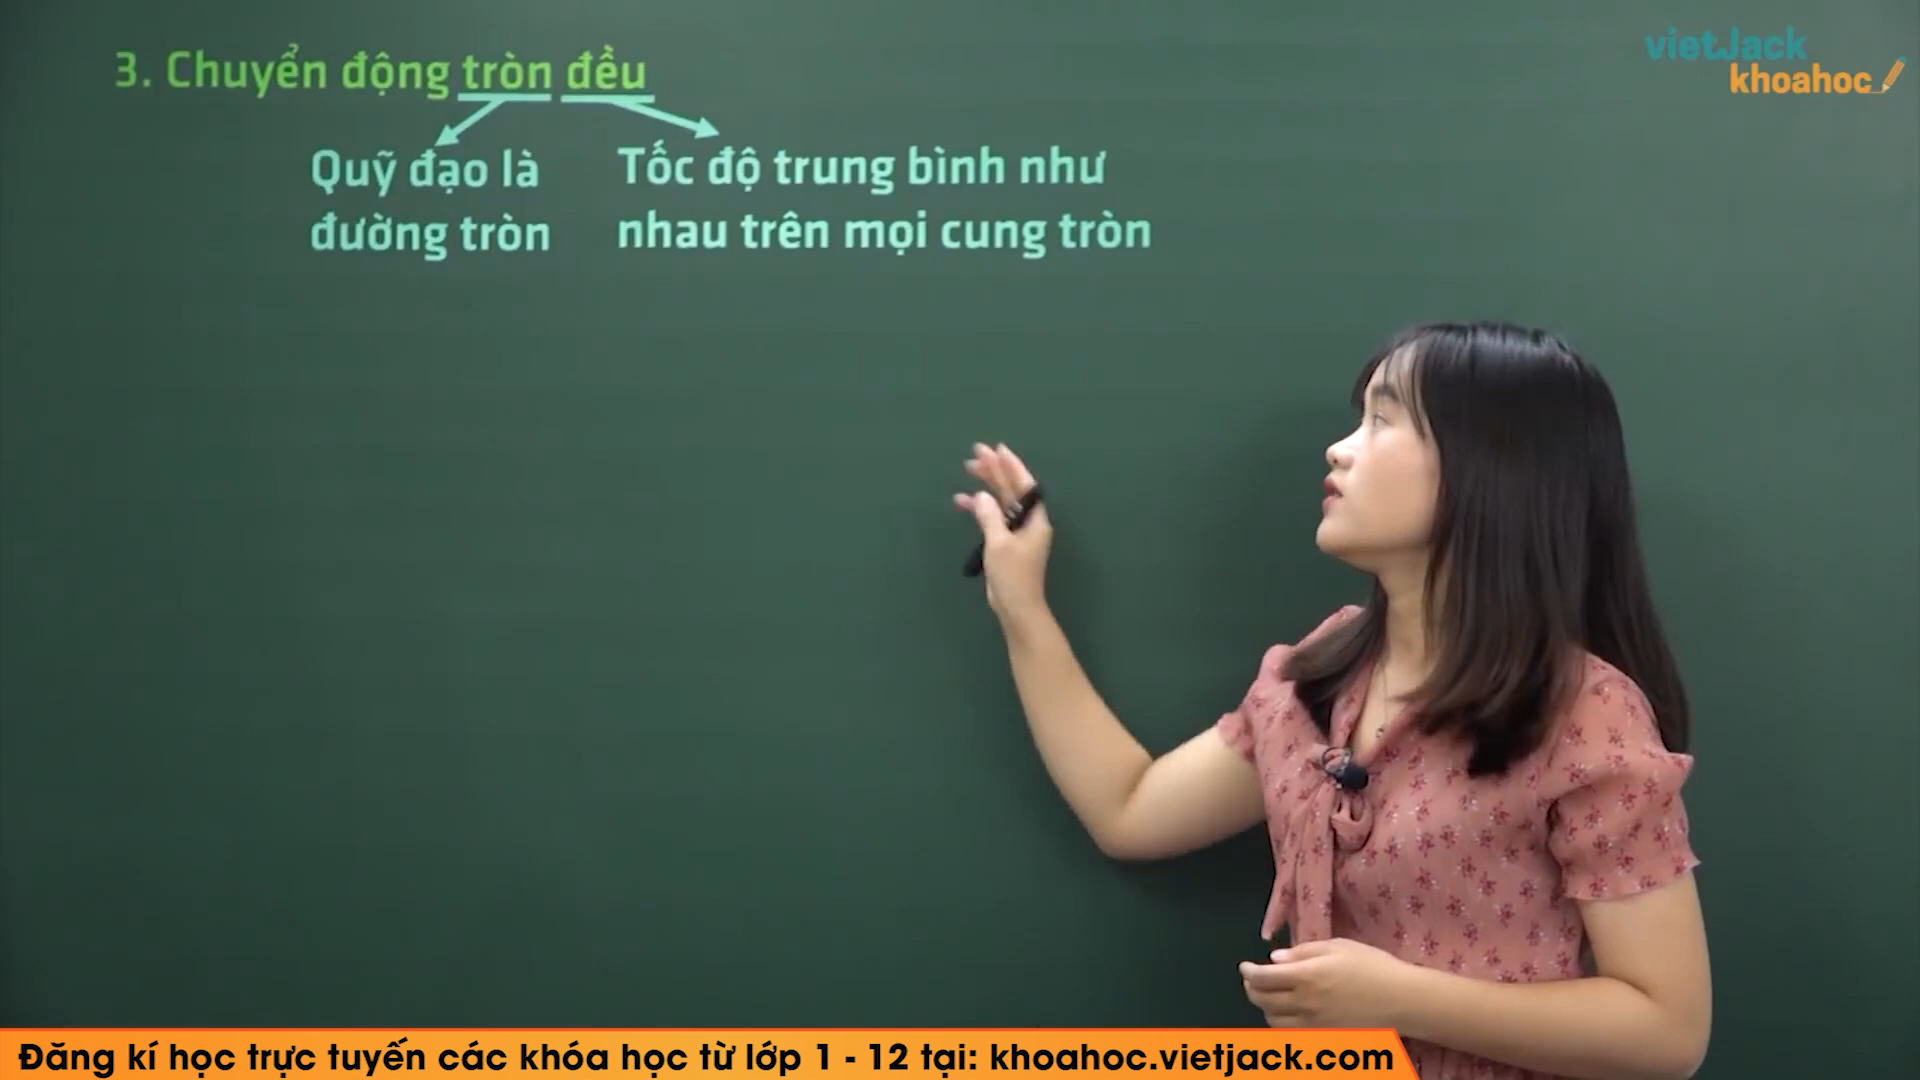 3. Chuyển động tròn đều
vietJack
khoahoc
Quỹ đạo là
đường tròn
Tốc độ trung bình như
nhau trên mọi cung tròn
Đăng kí học trực tuyến các khóa học từ lớp 1 - 12 tại: khoahoc.vietjack.com